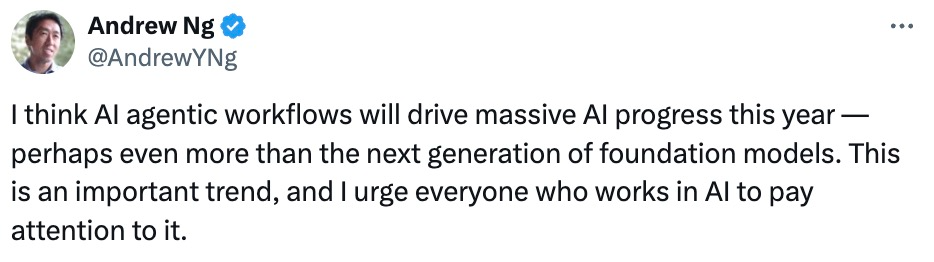 Andrew Ng
@AndrewYNg
I think AI agentic workflows will drive massive AI progress this year —
perhaps even more than the next generation of foundation models. This
is an important trend, and I urge everyone who works in AI to pay
attention to it.